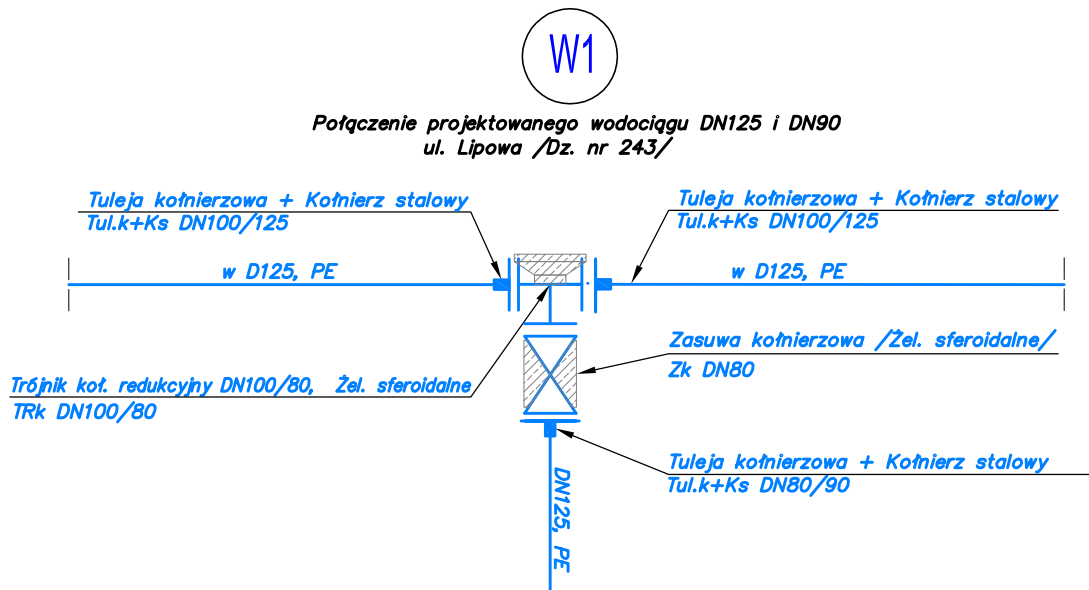 W1
Połączenie projektowanego wodociągu DN125 i DN90
ul. Lipowa /Dz. nr 243/
Tuleja kołnierzowa + Kołnierz stalowy
Tul.k+Ks DN100/125
Tuleja kołnierzowa + Kołnierz stalowy
Tul.k+Ks DN100/125
w D125, PE
w D125, PE
Zasuwa kołnierzowa /Żel. sferoidalne/
Zk DN80
Trójnik koł. redukcyjny DN100/80, Żel. sferoidalne
TRk DN100/80
Tuleja kołnierzowa + Kołnierz stalowy
Tul.k+Ks DN80/90
DN125, PE